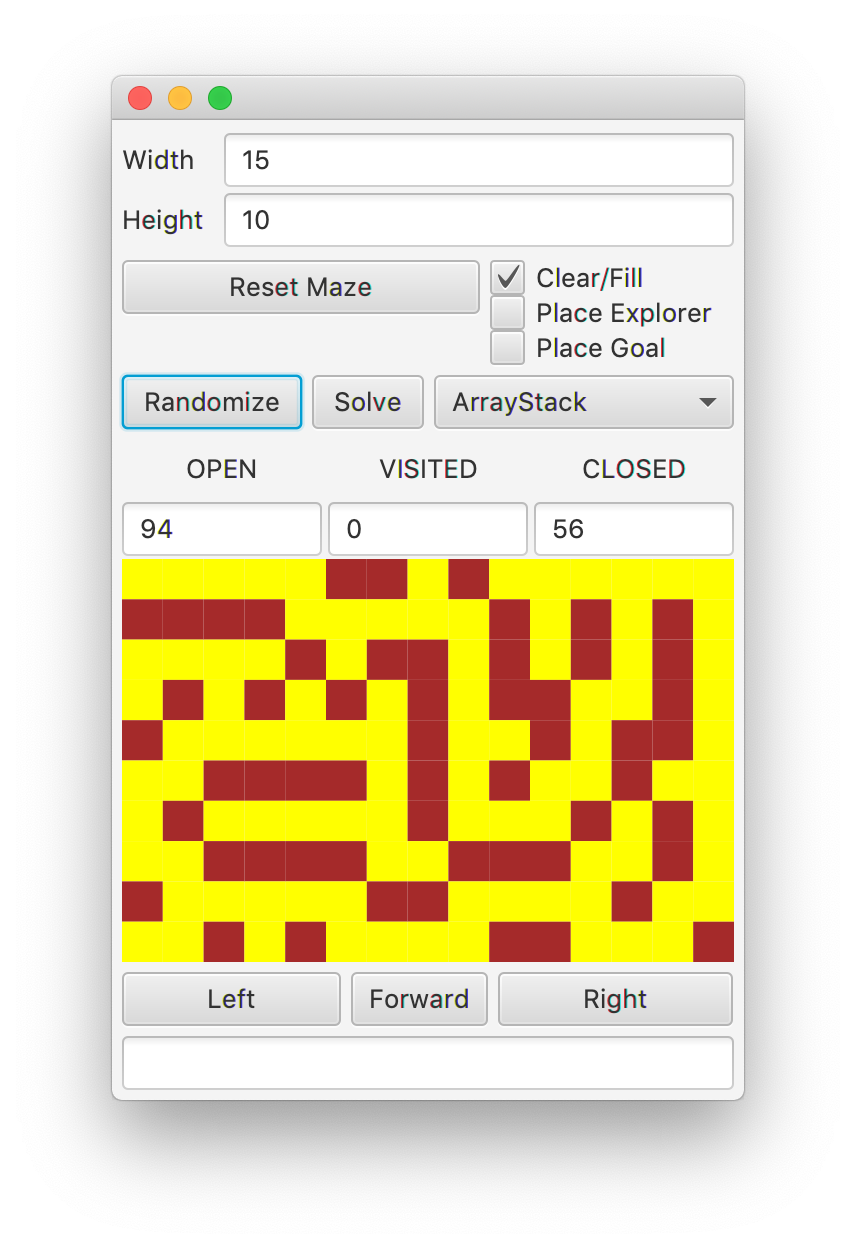 Width 15
Height 10
Reset Maze
Clear/Fill
Place Explorer
Place Goal
Randomize Solve ArrayStack
OPEN VISITED CLOSED
94 0 56
Left Forward Right